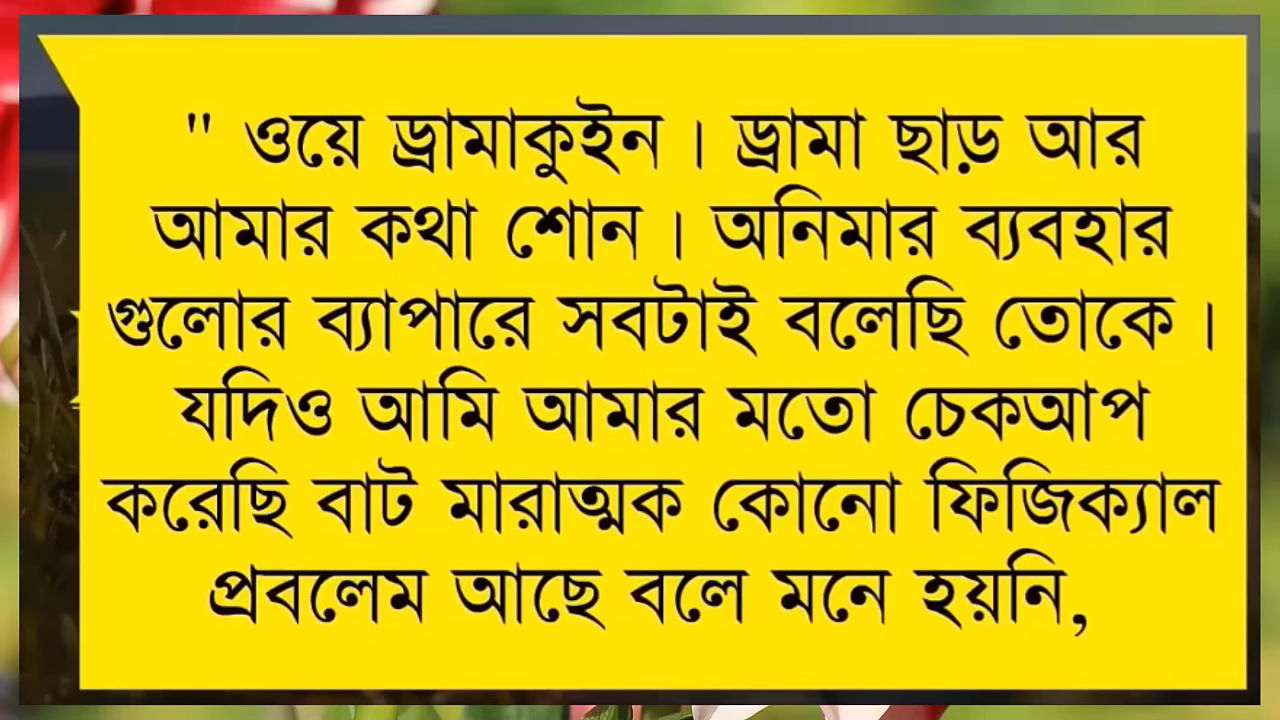 " ওয়ে ড্রামাকুইন । ড্রামা ছাড় আর
আমার কথা শোন । অনিমার ব্যবহার
গুলোর ব্যাপারে সবটাই বলেছি তোকে ।
যদিও আমি আমার মতো চেকআপ
করেছি বাট মারাত্মক কোনো ফিজিক্যাল
প্রবলেম আছে বলে মনে হয়নি,